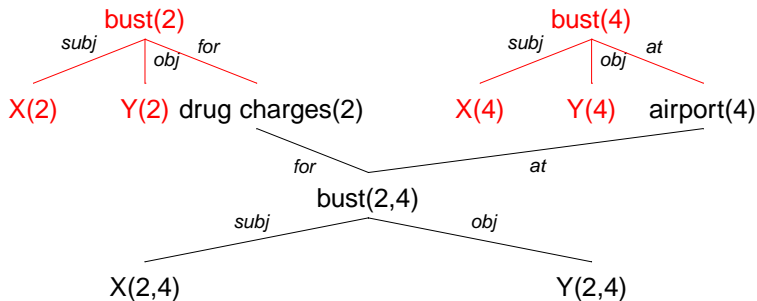 bust(2) bust(4)
subj obj for subj obj at
X(2) Y(2) drug charges(2) X(4) Y(4) airport(4)
for at
bust(2,4)
subj obj
X(2,4) Y(2,4)